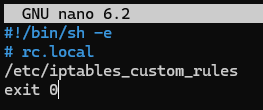 GNU nano 6.2
#!/bin/sh -e
# rc.local
/etc/iptables_custom_rules
exit 0